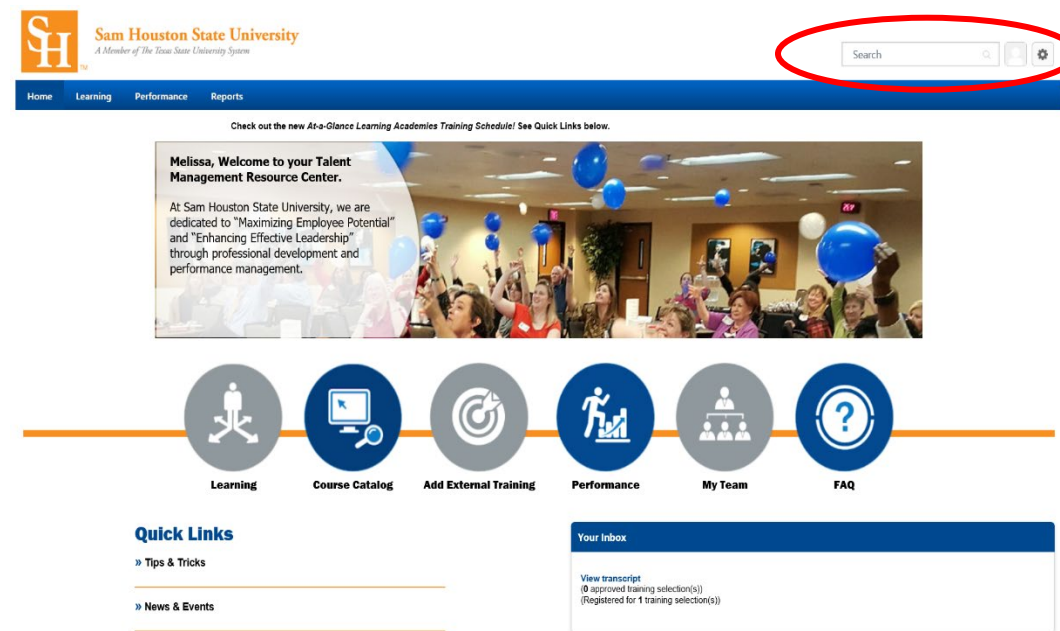 SH
TM
Sam Houston State University
A Member of The Texas State University System
Search
Home Learning Performance Reports
Check out the new At-a-Glance Learning Academies Training Schedule! See Quick Links below.
Melissa, Welcome to your Talent
Management Resource Center.
At Sam Houston State University, we are
dedicated to “Maximizing Employee Potential”
and “Enhancing Effective Leadership”
through professional development and
performance management.
?
Learning Course Catalog Add External Training Performance My Team FAQ
Quick Links
» Tips & Tricks
» News & Events
Your Inbox
View transcript
(0 approved training selection(s))
(Registered for 1 training selection(s))